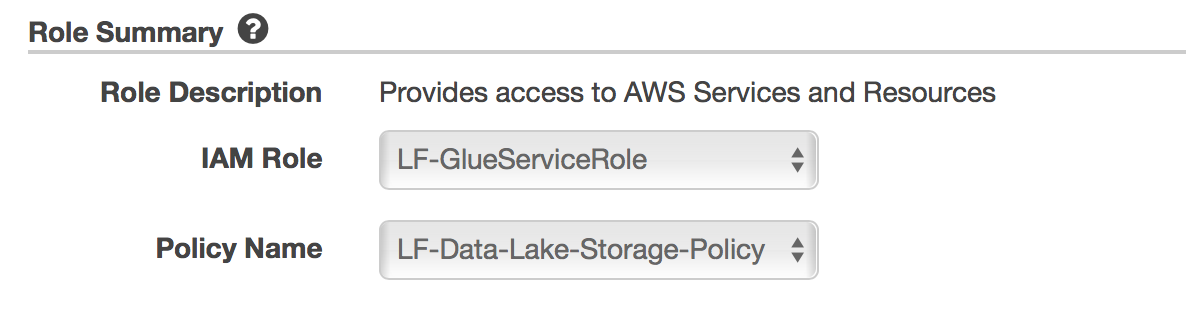 Role Summary ?
Role Description Provides access to AWS Services and Resources
IAM Role LF-GlueServiceRole
Policy Name LF-Data-Lake-Storage-Policy